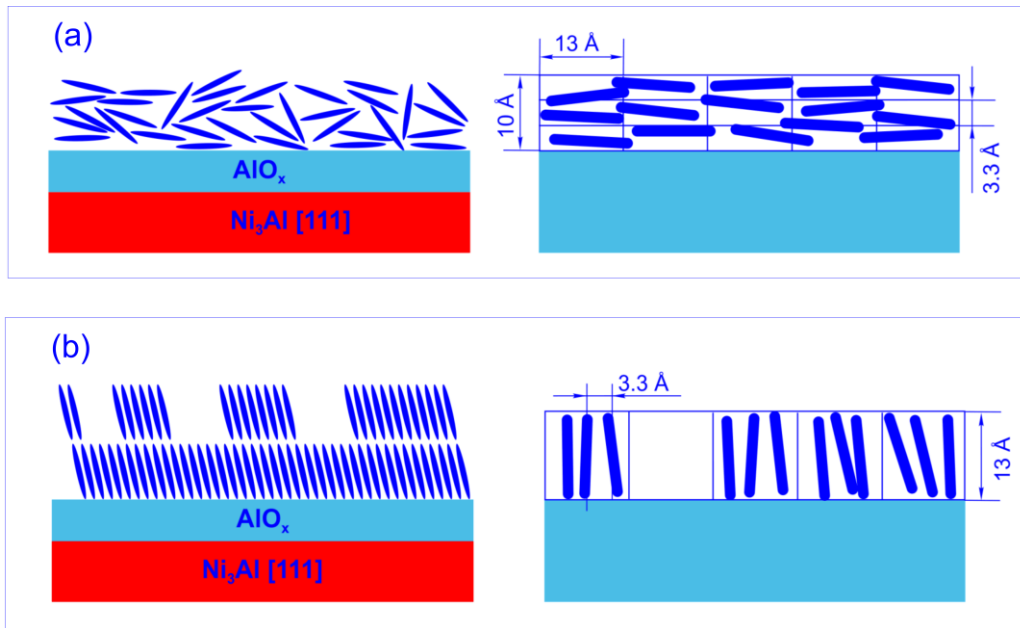 (a)
13 Å
10 Å
3.3 Å
AlOₓ
Ni₃Al [111]
(b)
3.3 Å
13 Å
AlOₓ
Ni₃Al [111]